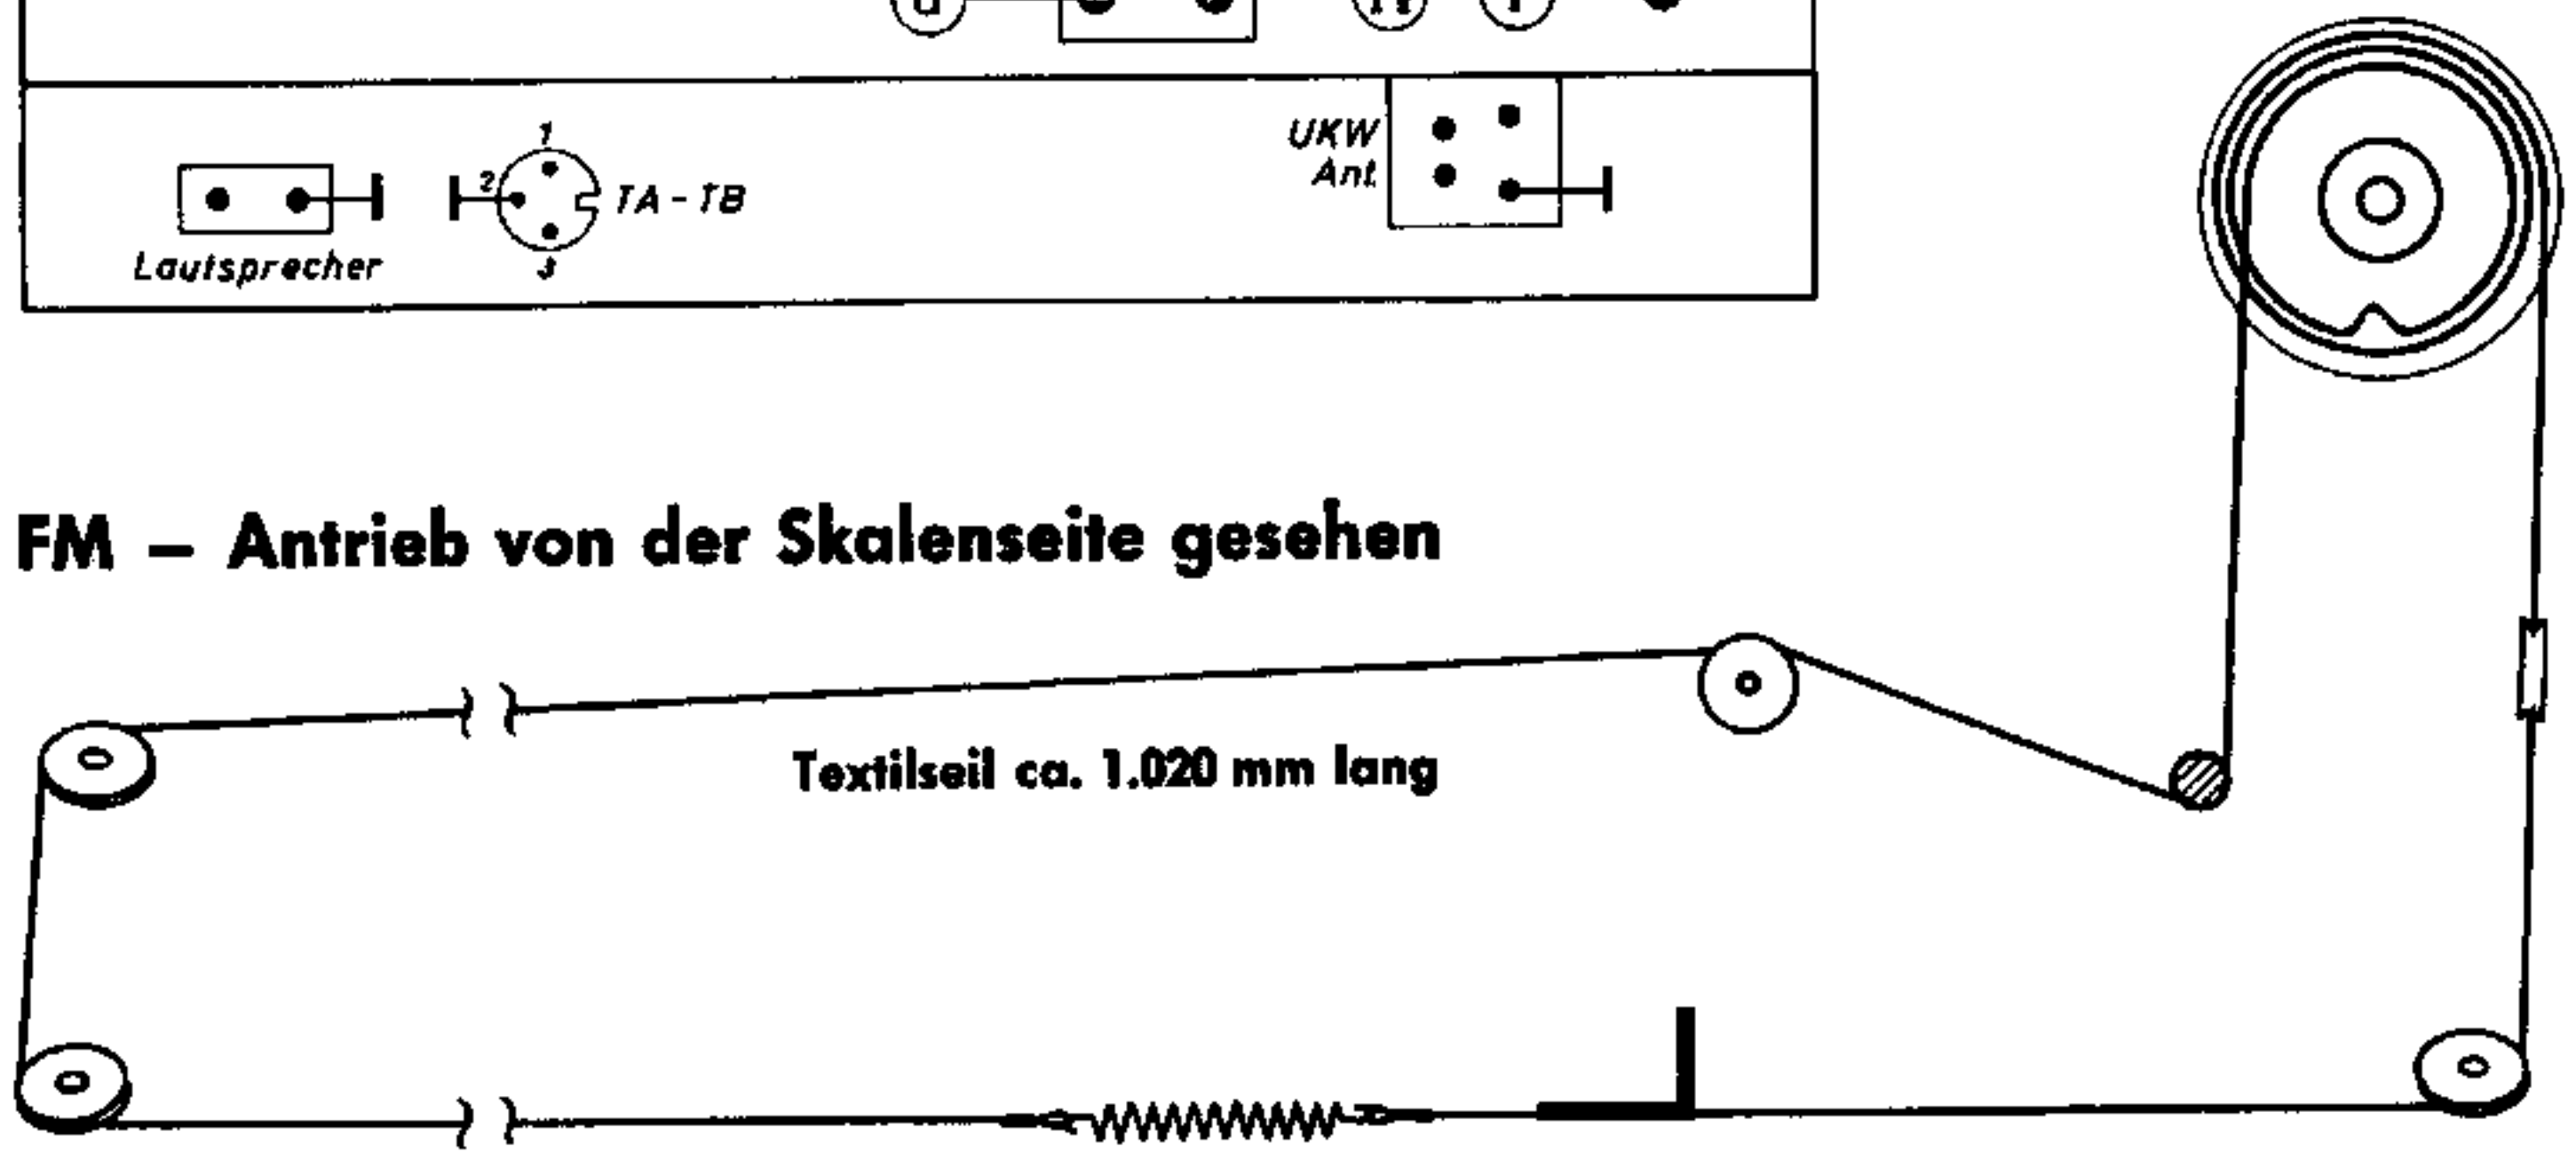 1
UKW
Ant.
2
TA - TB
Lautsprecher
3
FM – Antrieb von der Skalenseite gesehen
Textilseil ca. 1.020 mm lang